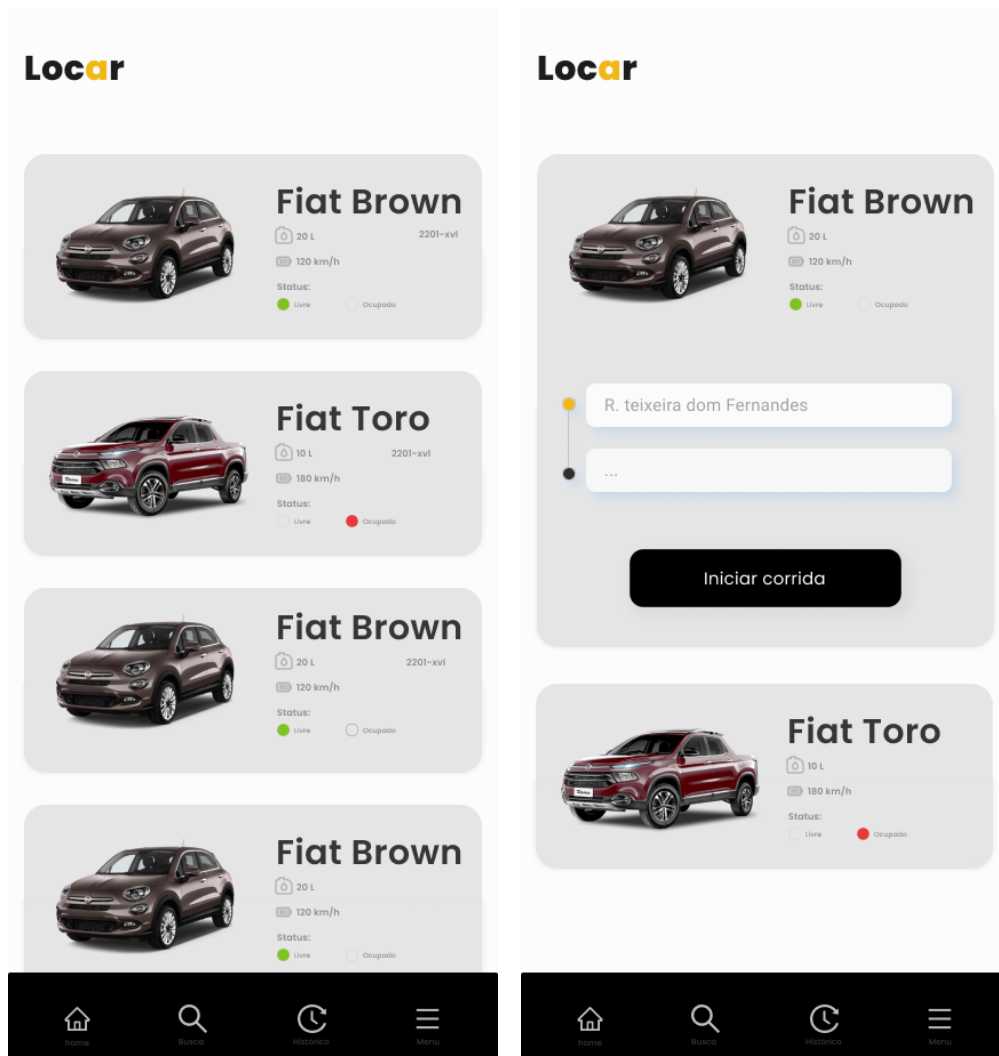 Locar
Fiat Brown
20 L
2201-xvl
120 km/h
Status:
Livre
Ocupado
Fiat Toro
10 L
2201-xvl
180 km/h
Status:
Livre
Ocupado
Fiat Brown
20 L
2201-xvl
120 km/h
Status:
Livre
Ocupado
Fiat Brown
20 L
120 km/h
Status:
Livre
Ocupado
home
Busca
Histórico
Menu
Locar
Fiat Brown
20 L
120 km/h
Status:
Livre
Ocupado
R. teixeira dom Fernandes
...
Iniciar corrida
Fiat Toro
10 L
180 km/h
Status:
Livre
Ocupado
home
Busca
Histórico
Menu